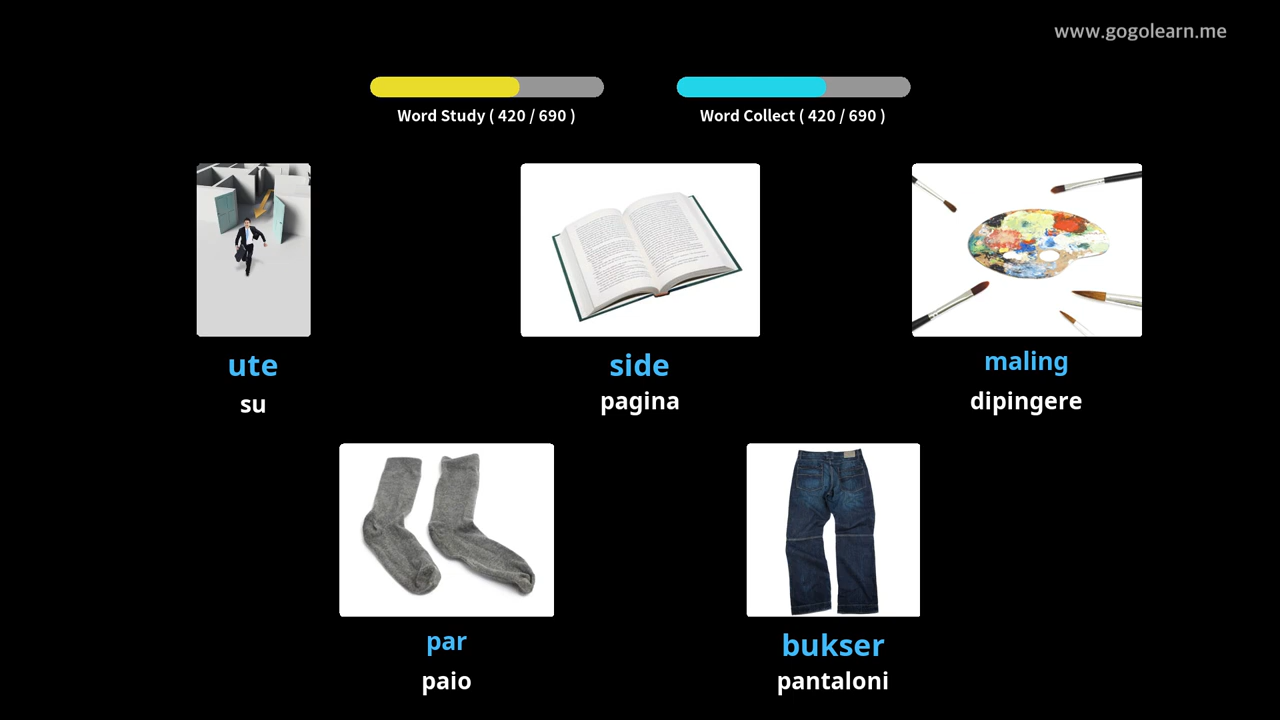 www.gogolearn.me
Word Study ( 420 / 690 )
Word Collect ( 420 / 690 )
ute
su
side
pagina
maling
dipingere
par
paio
bukser
pantaloni